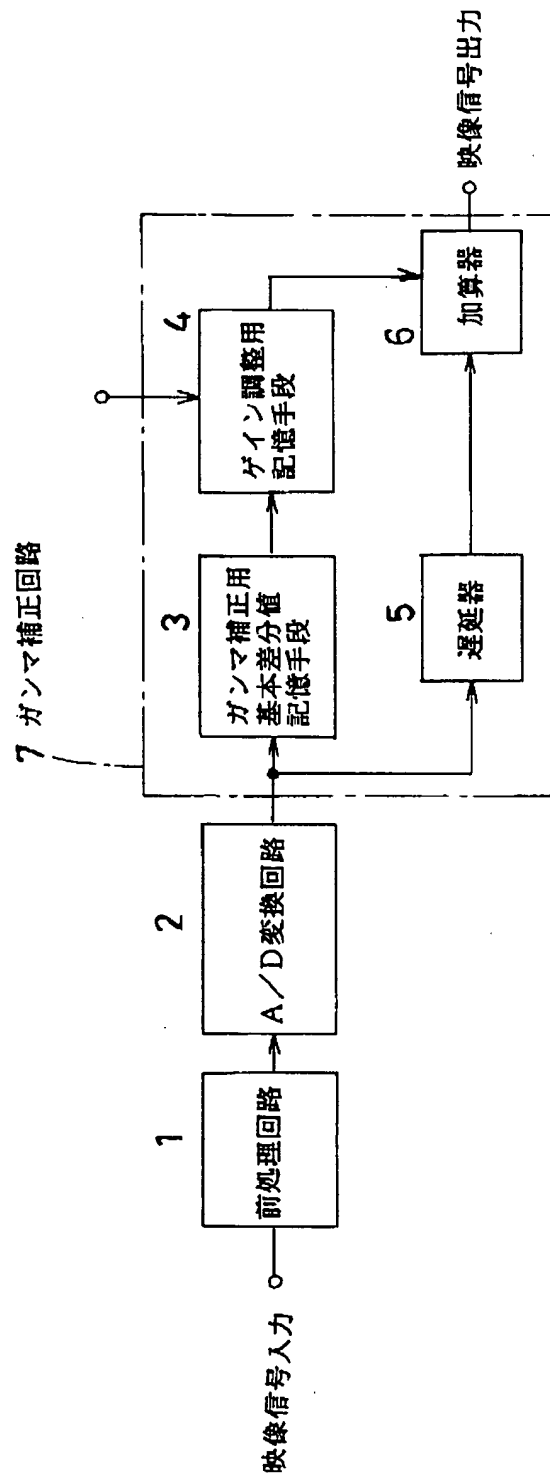 7 ガンマ補正回路
映像信号入力
1
前処理回路
2
A/D変換回路
3
ガンマ補正用
基本差分値
記憶手段
4
ゲイン調整用
記憶手段
5
遅延器
6
加算器
映像信号出力